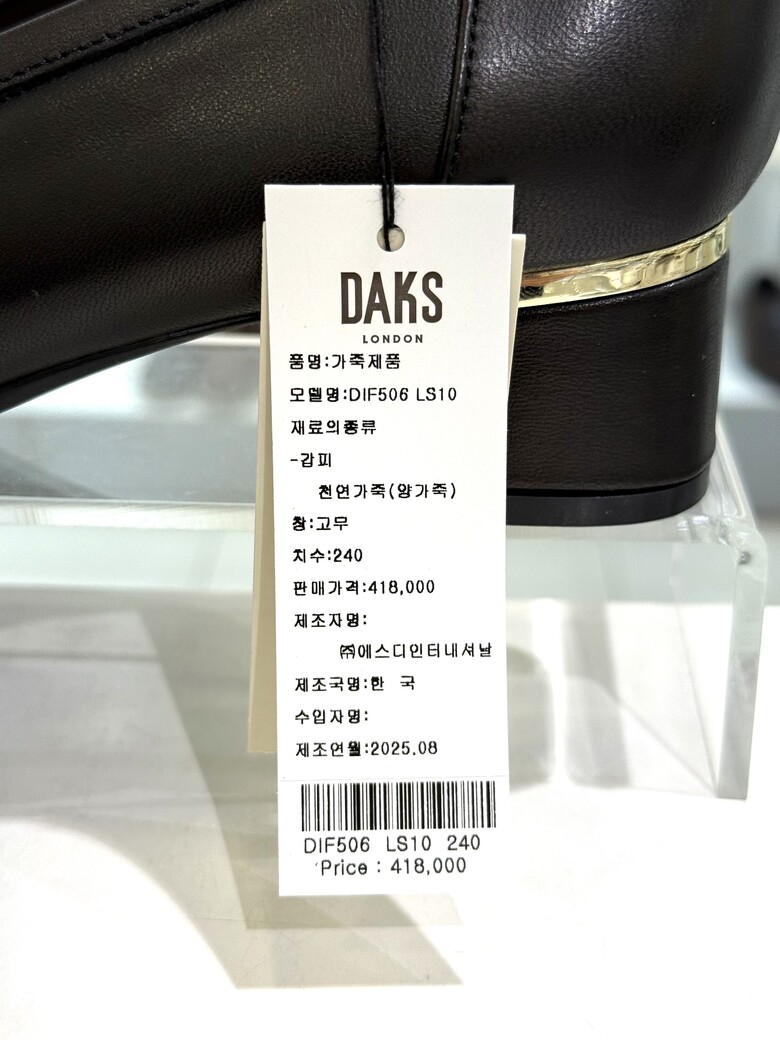 DAKS
LONDON
품명:가죽제품
모델명:DIF506 LS10
재료의종류
-갑피
천연가죽(양가죽)
창:고무
치수:240
판매가격:418,000
제조자명:
㈜에스디인터내셔날
제조국명:한 국
수입자명:
제조연월:2025.08
DIF506 LS10 240
Price : 418,000